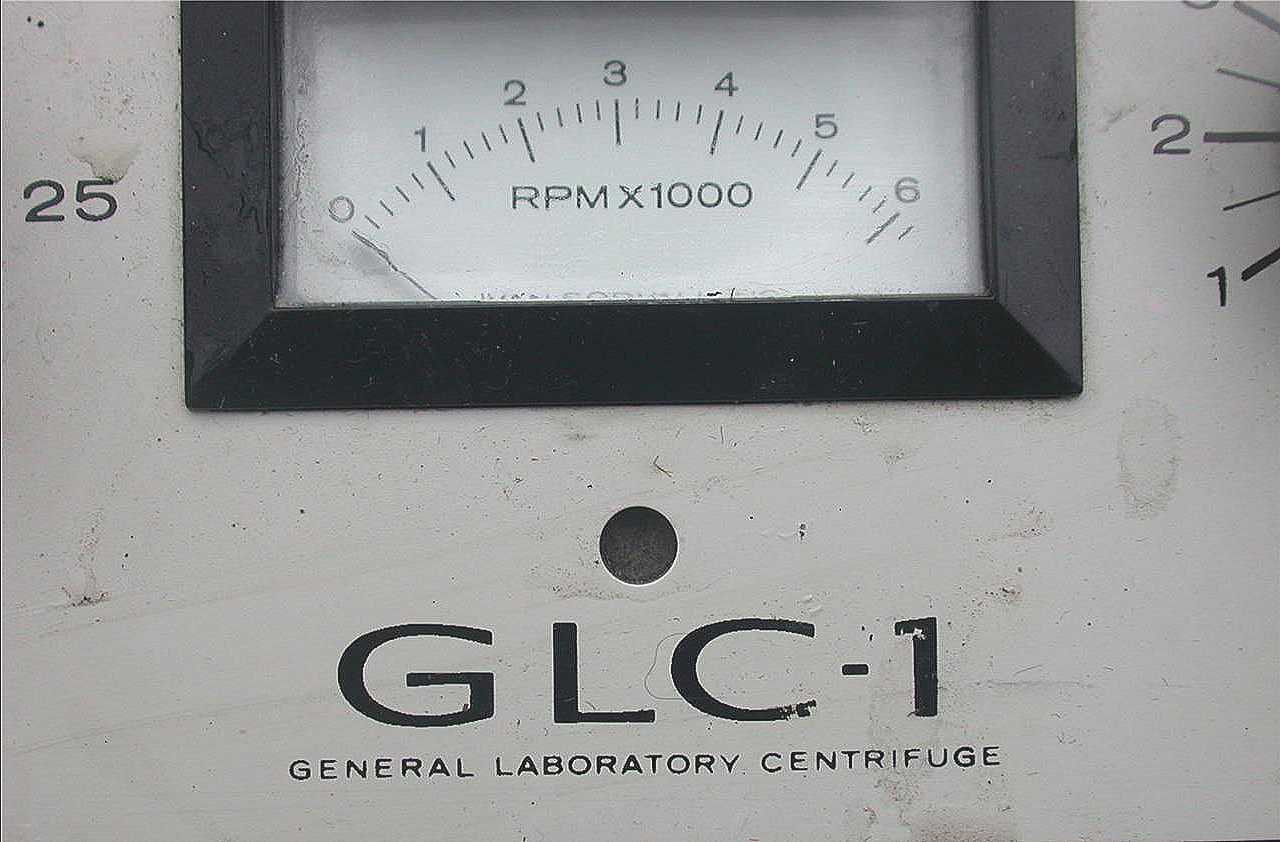 0 1 2 3 4 5 6
RPM X1000
25
2
1
GLC-1
GENERAL LABORATORY CENTRIFUGE